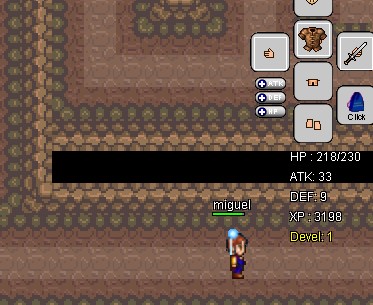 ATK
DEF
HP
Click
HP : 218/230
ATK: 33
DEF: 9
XP : 3198
Devel: 1
miguel